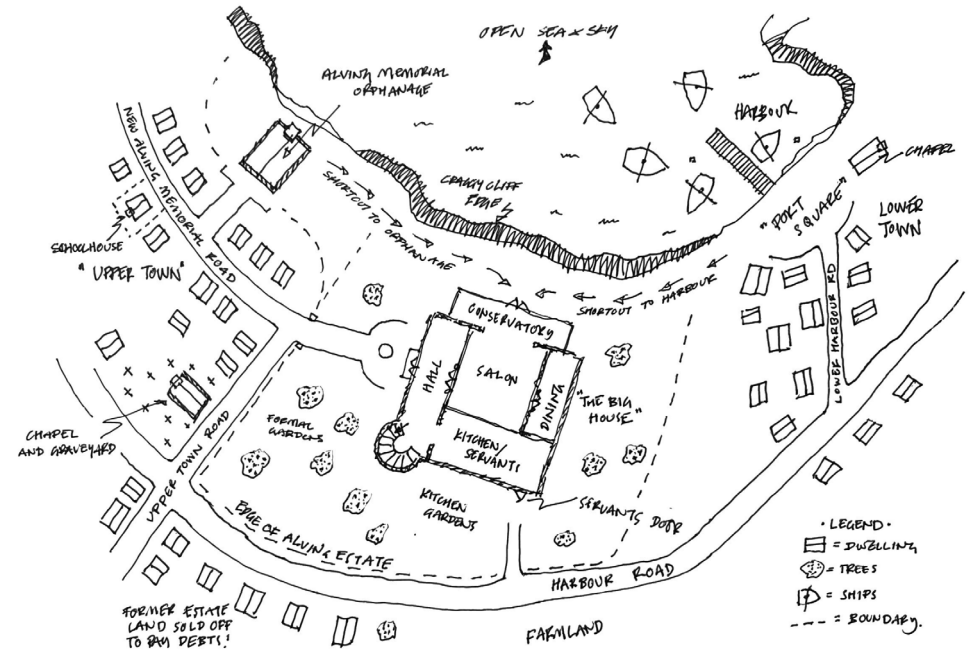 OPEN SEA & SKY
ALVING MEMORIAL
ORPHANAGE
HARBOUR
CHAPEL
NEW ALVING MEMORIAL ROAD
SHORTCUT TO ORPHANAGE
CRAGGY CLIFF
EDGE
"PORT
SQUARE"
LOWER
TOWN
SCHOOLHOUSE
"UPPER TOWN"
SHORTCUT TO HARBOUR
CONSERVATORY
HALL
SALON
DINING
"THE BIG
HOUSE"
LOWER HARBOUR RD
FORMAL
GARDENS
KITCHEN/
SERVANTS
CHAPEL
AND GRAVEYARD
UPPER TOWN ROAD
KITCHEN
GARDENS
SERVANTS DOOR
EDGE OF ALVING ESTATE
HARBOUR ROAD
FORMER ESTATE
LAND SOLD OFF
TO PAY DEBTS!
FARMLAND
• LEGEND •
= DWELLING
= TREES
= SHIPS
= BOUNDARY.